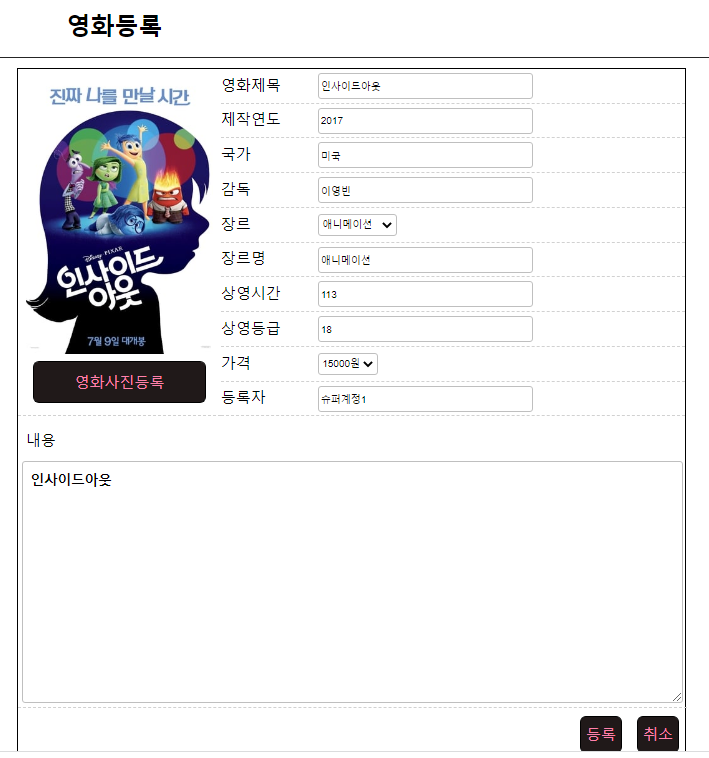 영화등록
진짜 나를 만날 시간
Disney PIXAR
인사이드
아웃
7월 9일 대개봉
영화사진등록
영화제목 인사이드아웃
제작연도 2017
국가 미국
감독 이영빈
장르 애니메이션
장르명 애니메이션
상영시간 113
상영등급 18
가격 15000원
등록자 슈퍼계정1
내용
인사이드아웃
등록 취소